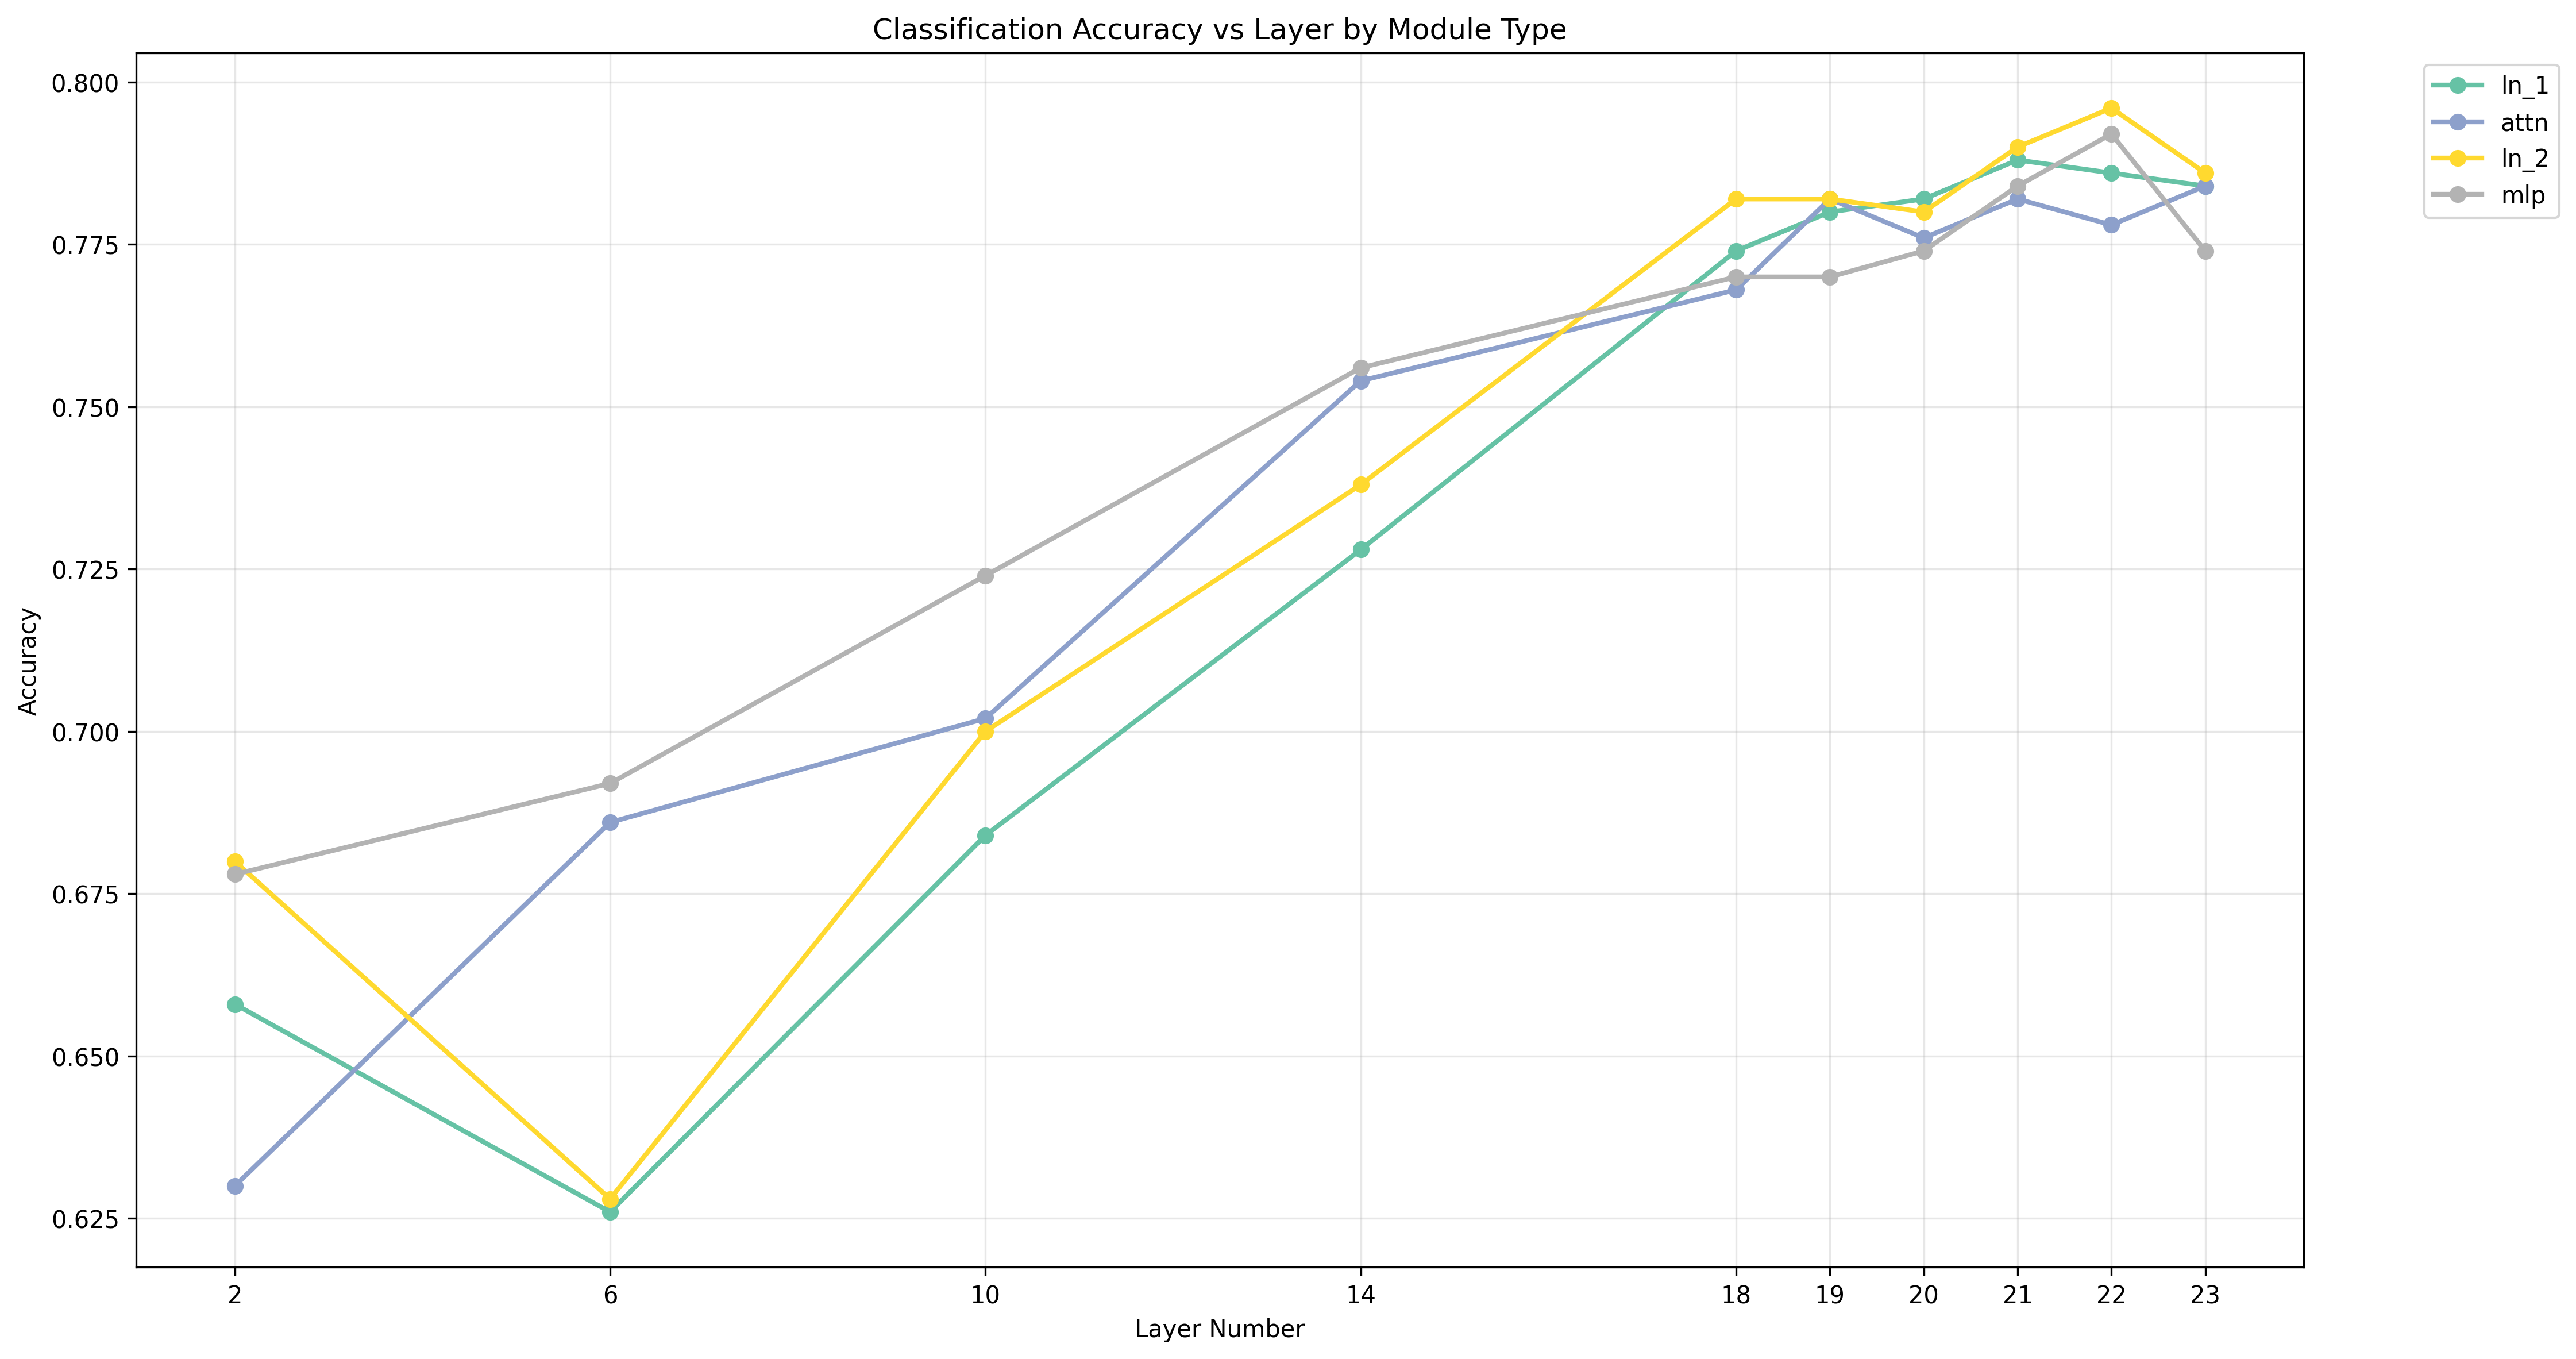 Classification Accuracy vs Layer by Module Type
ln_1
attn
ln_2
mlp
Accuracy
0.800
0.775
0.750
0.725
0.700
0.675
0.650
0.625
2 6 10 14 18 19 20 21 22 23
Layer Number